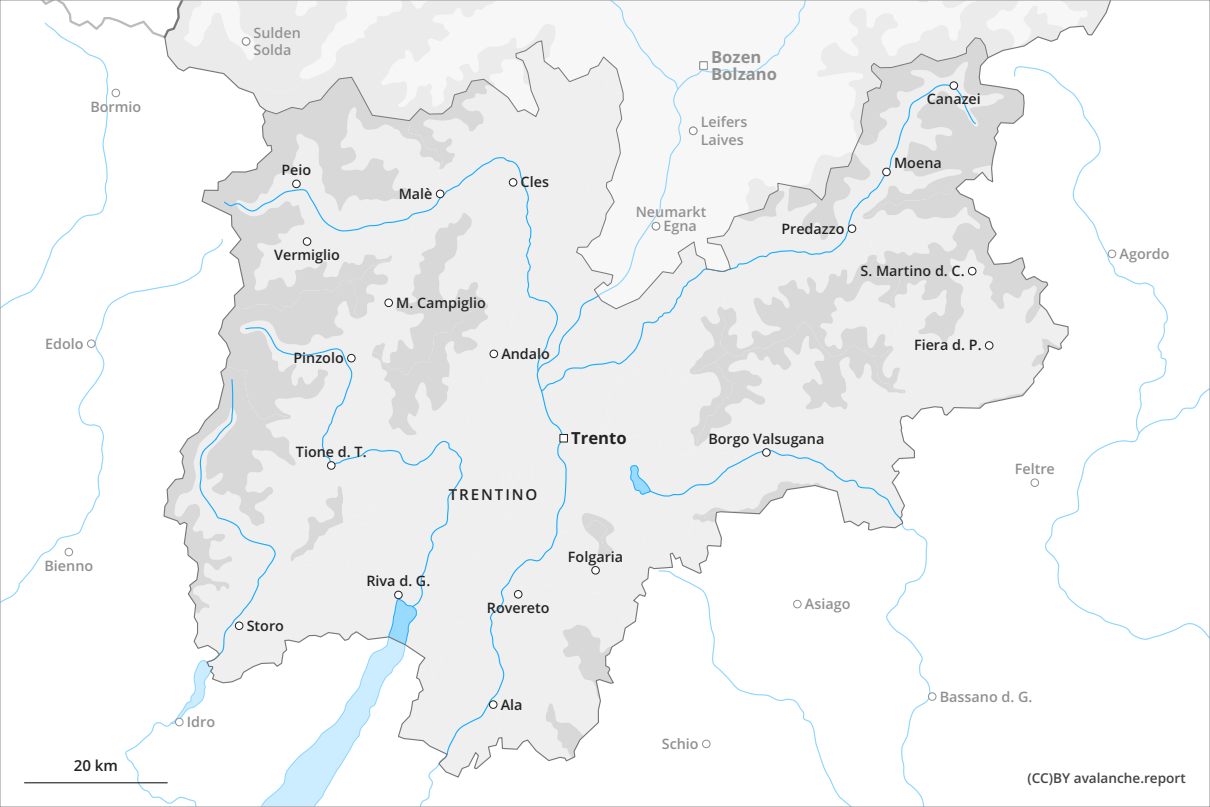 Sulden
Solda
Bozen
Bolzano
Bormio
Canazei
Leifers
Laives
Moena
Peio
Malè
Cles
Neumarkt
Egna
Predazzo
Vermiglio
Agordo
S. Martino d. C.
M. Campiglio
Edolo
Fiera d. P.
Pinzolo
Andalo
Trento
Borgo Valsugana
Tione d. T.
Feltre
TRENTINO
Bienno
Folgaria
Riva d. G.
Rovereto
Asiago
Storo
Bassano d. G.
Ala
Idro
Schio
20 km
(CC)BY avalanche.report